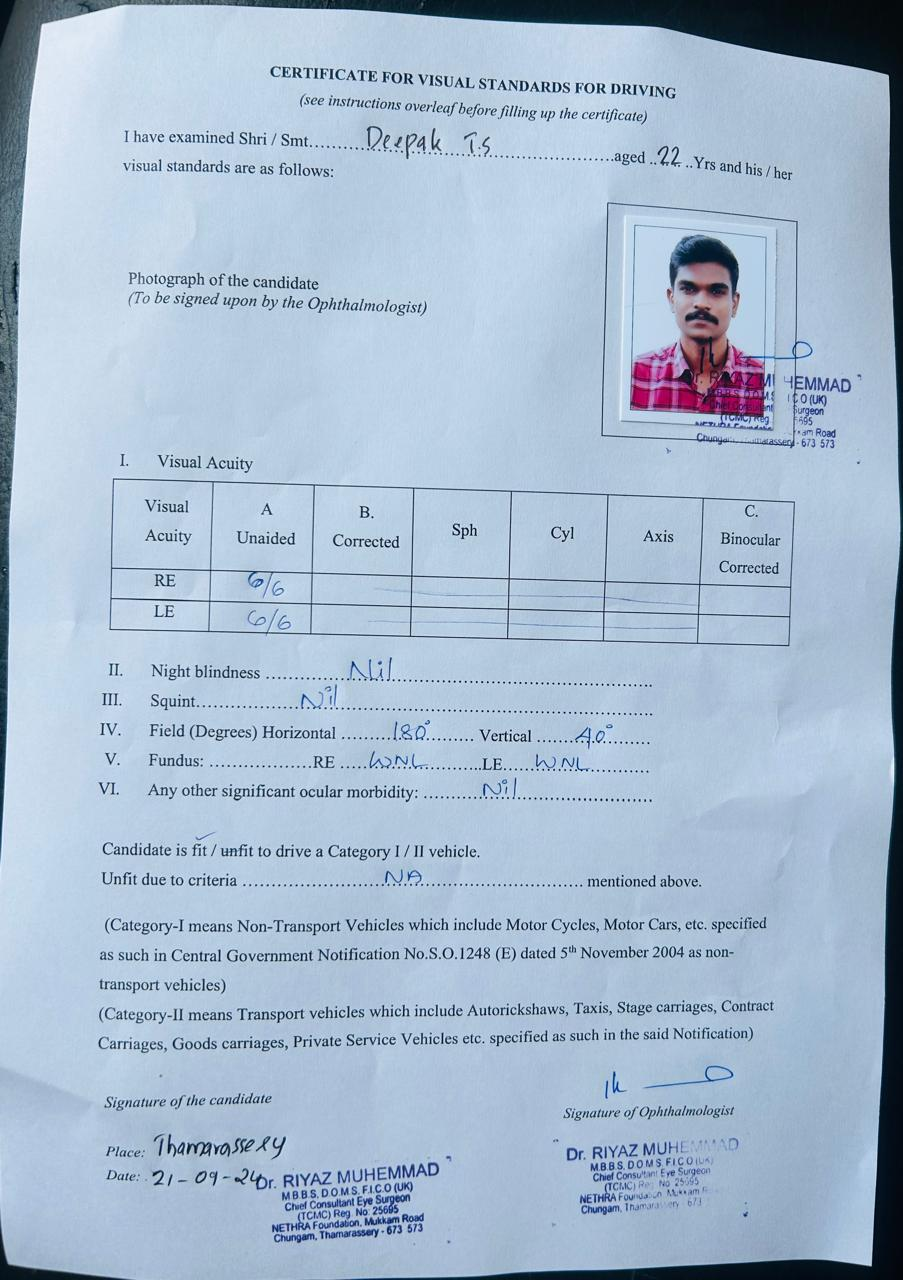 CERTIFICATE FOR VISUAL STANDARDS FOR DRIVING
(see instructions overleaf before filling up the certificate)
I have examined Shri / Smt......Deepak T.S......aged ..22..Yrs and his / her
visual standards are as follows:
Photograph of the candidate
(To be signed upon by the Ophthalmologist)
Dr. RIYAZ MUHEMMAD
M.B.B.S, D.O.M.S, F.I.C.O (UK)
Chief Consultant Surgeon
(TCMC) Reg 5695
NETHRA Foundation kam Road
Chungam, Thamarassery - 673 573
I. Visual Acuity
Visual Acuity A Unaided B. Corrected Sph Cyl Axis C. Binocular Corrected
RE 6/6
LE 6/6
II. Night blindness ......Nil......
III. Squint......Nil......
IV. Field (Degrees) Horizontal ......180°...... Vertical ......40°......
V. Fundus: ......RE ......WNL......LE......WNL
VI. Any other significant ocular morbidity: ......Nil......
Candidate is fit / unfit to drive a Category I / II vehicle.
Unfit due to criteria ......NA...... mentioned above.
(Category-I means Non-Transport Vehicles which include Motor Cycles, Motor Cars, etc. specified
as such in Central Government Notification No.S.O.1248 (E) dated 5th November 2004 as non-
transport vehicles)
(Category-II means Transport vehicles which include Autorickshaws, Taxis, Stage carriages, Contract
Carriages, Goods carriages, Private Service Vehicles etc. specified as such in the said Notification)
Signature of the candidate
Signature of Ophthalmologist
Place: Thamarassery
Date: 21-09-24
Dr. RIYAZ MUHEMMAD
M.B.B.S, D.O.M.S. F.I.C.O (UK)
Chief Consultant Eye Surgeon
(TCMC) Reg. No: 25695
NETHRA Foundation, Mukkam Road
Chungam, Thamarassery - 673 573
Dr. RIYAZ MUHEMMAD
M.B.B.S, D.O.M.S, F.I.C.O (UK)
Chief Consultant Eye Surgeon
(TCMC) Reg. No 25695
NETHRA Foundation Mukkam
Chungam, Thamarassery - 673